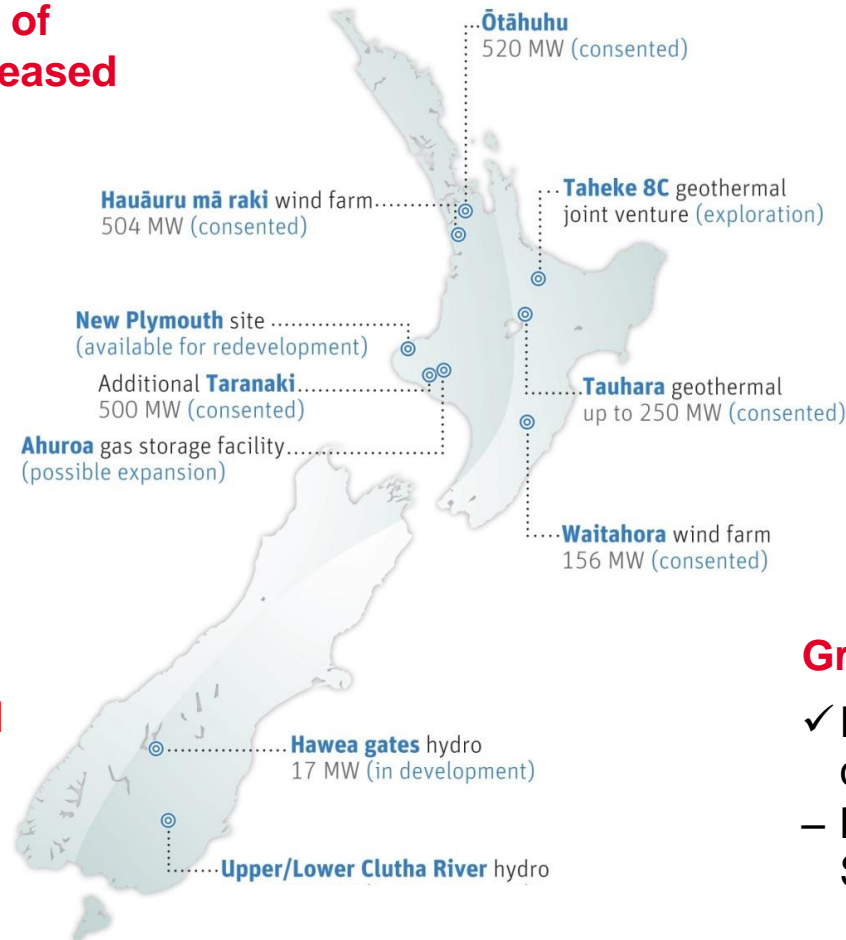 of
eased
Ōtāhuhu
520 MW (consented)
Hauāuru mā raki wind farm
504 MW (consented)
Taheke 8C geothermal
joint venture (exploration)
New Plymouth site
(available for redevelopment)
Additional Taranaki
500 MW (consented)
Tauhara geothermal
up to 250 MW (consented)
Ahuroa gas storage facility
(possible expansion)
Waitahora wind farm
156 MW (consented)
Gr
Hawea gates hydro
17 MW (in development)
Upper/Lower Clutha River hydro